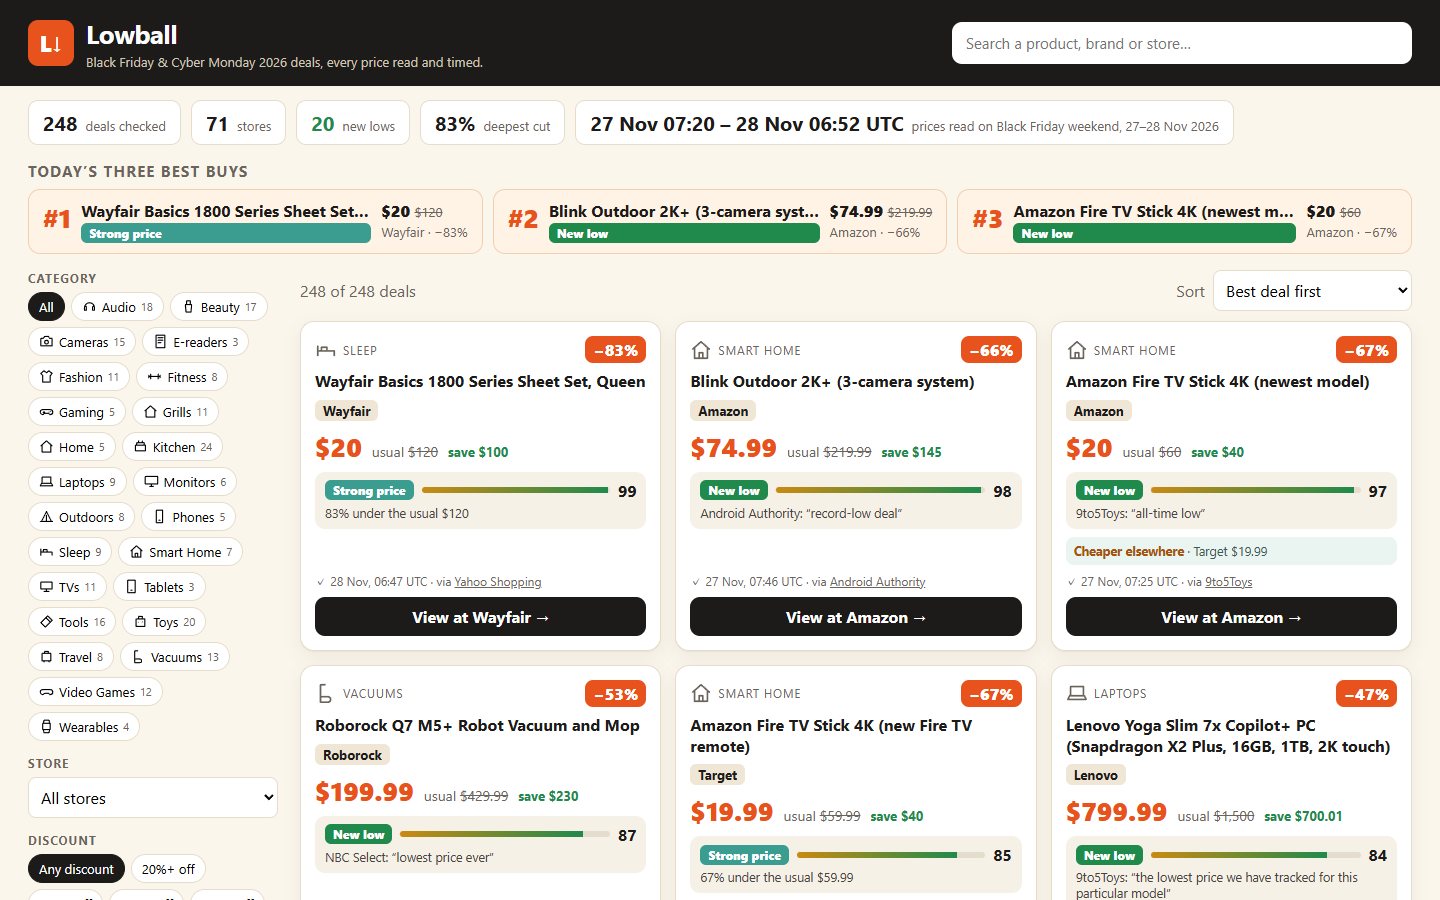 L↓
Lowball
Black Friday & Cyber Monday 2026 deals, every price read and timed.
Search a product, brand or store...
248 deals checked
71 stores
20 new lows
83% deepest cut
27 Nov 07:20 – 28 Nov 06:52 UTC prices read on Black Friday weekend, 27–28 Nov 2026
TODAY'S THREE BEST BUYS
#1 Wayfair Basics 1800 Series Sheet Set… $20 $120
Strong price Wayfair · −83%
#2 Blink Outdoor 2K+ (3-camera syst… $74.99 $219.99
New low Amazon · −66%
#3 Amazon Fire TV Stick 4K (newest m… $20 $60
New low Amazon · −67%
CATEGORY
All Audio 18 Beauty 17
Cameras 15 E-readers 3
Fashion 11 Fitness 8
Gaming 5 Grills 11
Home 5 Kitchen 24
Laptops 9 Monitors 6
Outdoors 8 Phones 5
Sleep 9 Smart Home 7
TVs 11 Tablets 3
Tools 16 Toys 20
Travel 8 Vacuums 13
Video Games 12
Wearables 4
STORE
All stores
DISCOUNT
Any discount 20%+ off
248 of 248 deals
Sort Best deal first
SLEEP −83%
Wayfair Basics 1800 Series Sheet Set, Queen
Wayfair
$20 usual $120 save $100
Strong price 99
83% under the usual $120
✓ 28 Nov, 06:47 UTC · via Yahoo Shopping
View at Wayfair →
SMART HOME −66%
Blink Outdoor 2K+ (3-camera system)
Amazon
$74.99 usual $219.99 save $145
New low 98
Android Authority: “record-low deal”
✓ 27 Nov, 07:46 UTC · via Android Authority
View at Amazon →
SMART HOME −67%
Amazon Fire TV Stick 4K (newest model)
Amazon
$20 usual $60 save $40
New low 97
9to5Toys: “all-time low”
Cheaper elsewhere · Target $19.99
✓ 27 Nov, 07:25 UTC · via 9to5Toys
View at Amazon →
VACUUMS −53%
Roborock Q7 M5+ Robot Vacuum and Mop
Roborock
$199.99 usual $429.99 save $230
New low 87
NBC Select: “lowest price ever”
SMART HOME −67%
Amazon Fire TV Stick 4K (new Fire TV
remote)
Target
$19.99 usual $59.99 save $40
Strong price 85
67% under the usual $59.99
LAPTOPS −47%
Lenovo Yoga Slim 7x Copilot+ PC
(Snapdragon X2 Plus, 16GB, 1TB, 2K touch)
Lenovo
$799.99 usual $1,500 save $700.01
New low 84
9to5Toys: “the lowest price we have tracked for this
particular model”